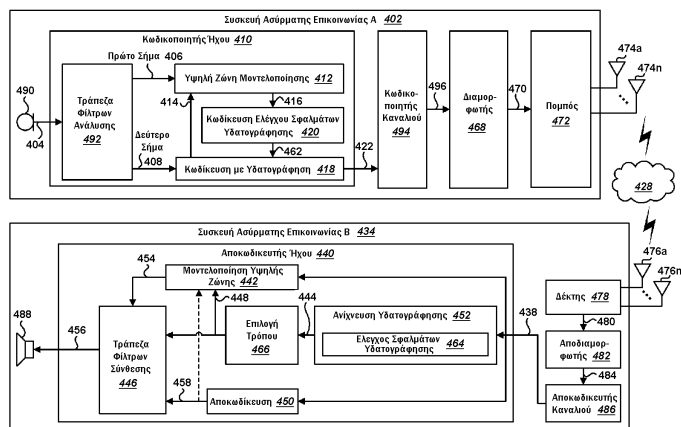 Συσκευή Ασύρματης Επικοινωνίας Α 402
Κωδικοποιητής Ήχου 410
Πρώτο
Σήμα 406
Υψηλή Ζώνη Μοντελοποίησης 412
490
404
Τράπεζα
Φίλτρων
Ανάλυσης
492
414
416
Κωδίκευση Ελέγχου Σφαλμάτων
Υδατογράφησης
420
462
Δεύτερο
Σήμα
408
Κωδίκευση με Υδατογράφηση 418
422
Κωδικο-
ποιητής
Καναλιού
494
496
Διαμορ-
φωτής
468
470
Πομπός
472
474a
474n
428
Συσκευή Ασύρματης Επικοινωνίας Β 434
Αποκωδικευτής Ήχου 440
454
Μοντελοποίηση Υψηλής
Ζώνης
442
448
488
456
Τράπεζα
Φίλτρων
Σύνθεσης
446
458
Επιλογή
Τρόπου
466
444
Ανίχνευση Υδατογράφησης 452
Ελεγχος Σφαλμάτων
Υδατογράφησης 464
438
Αποκωδίκευση 450
476a
476n
Δέκτης
478
480
Αποδιαμορ-
φωτής 482
484
Αποκωδικευτής
Καναλιού 486